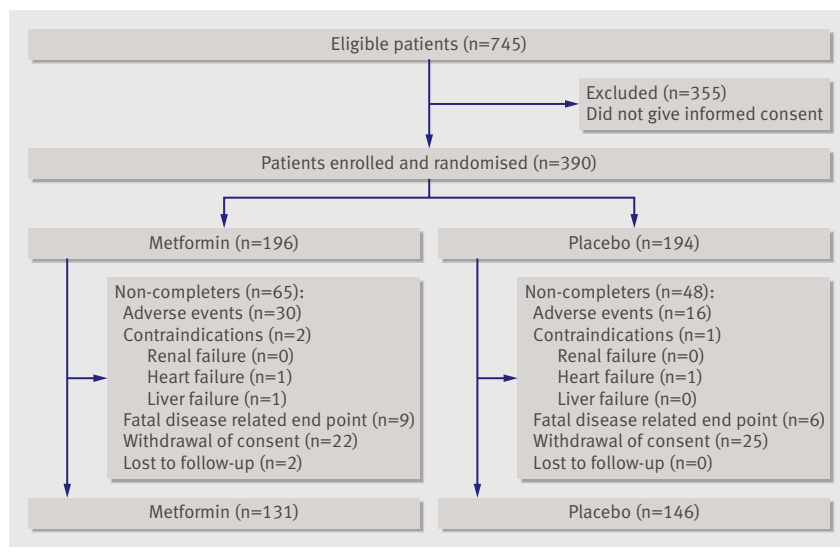 Eligible patients (n=745)
Excluded (n=355)
Did not give informed consent
Patients enrolled and randomised (n=390)
Metformin (n=196)
Placebo (n=194)
Non-completers (n=65):
Adverse events (n=30)
Contraindications (n=2)
Renal failure (n=0)
Heart failure (n=1)
Liver failure (n=1)
Fatal disease related end point (n=9)
Withdrawal of consent (n=22)
Lost to follow-up (n=2)
Non-completers (n=48):
Adverse events (n=16)
Contraindications (n=1)
Renal failure (n=0)
Heart failure (n=1)
Liver failure (n=0)
Fatal disease related end point (n=6)
Withdrawal of consent (n=25)
Lost to follow-up (n=0)
Metformin (n=131)
Placebo (n=146)